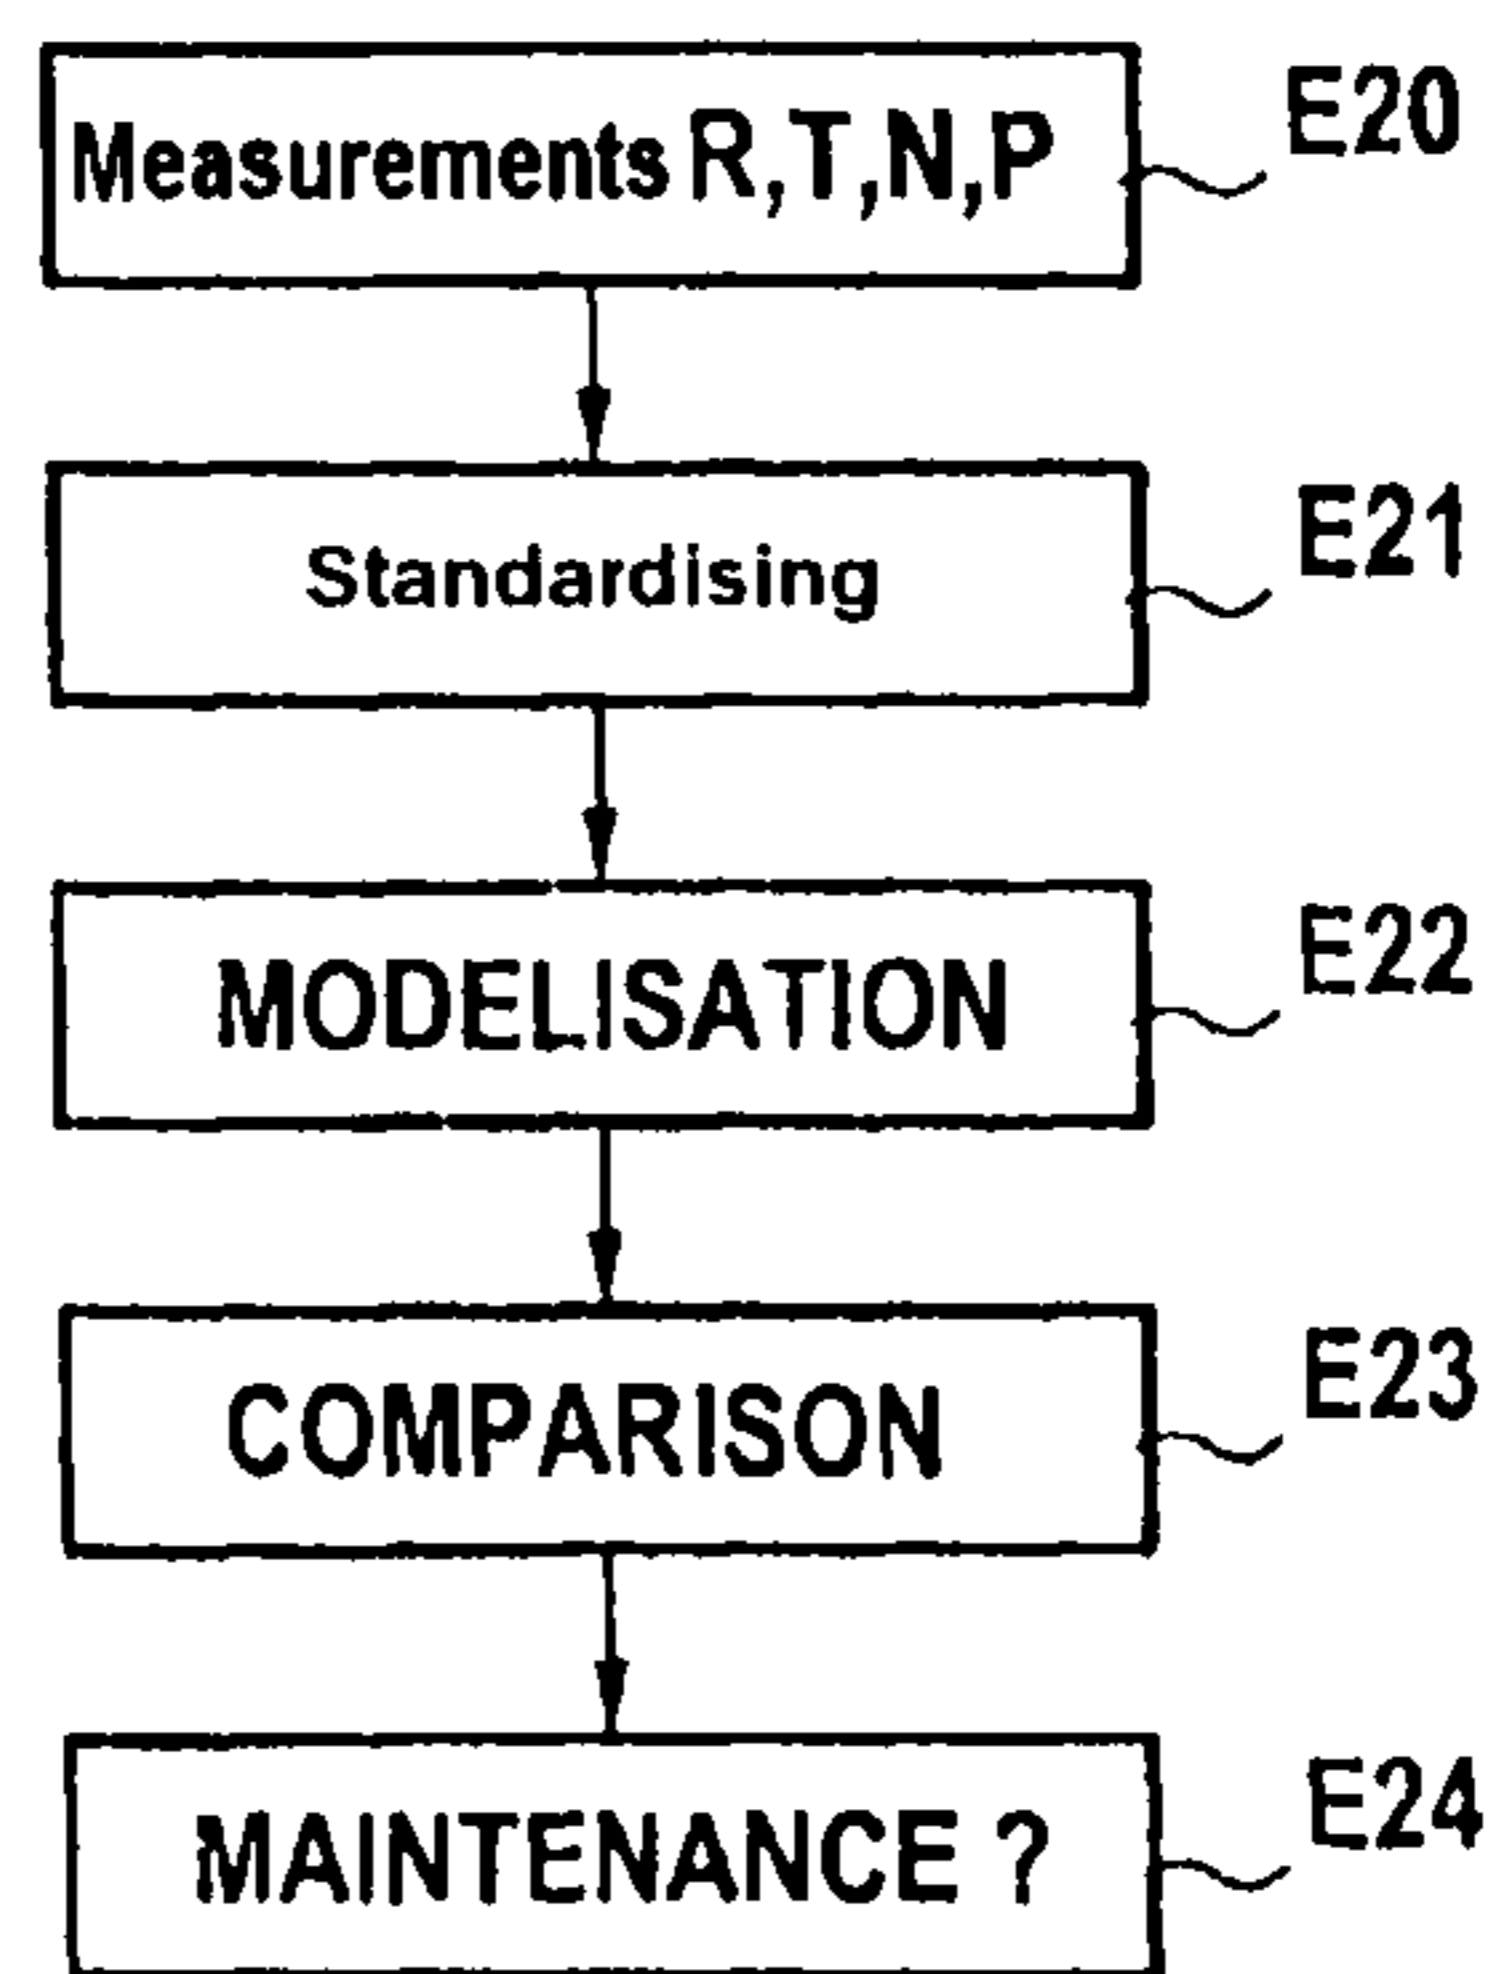 Measurements R,T,N,P
E20
Standardising
E21
MODELISATION
E22
COMPARISON
E23
MAINTENANCE ?
E24